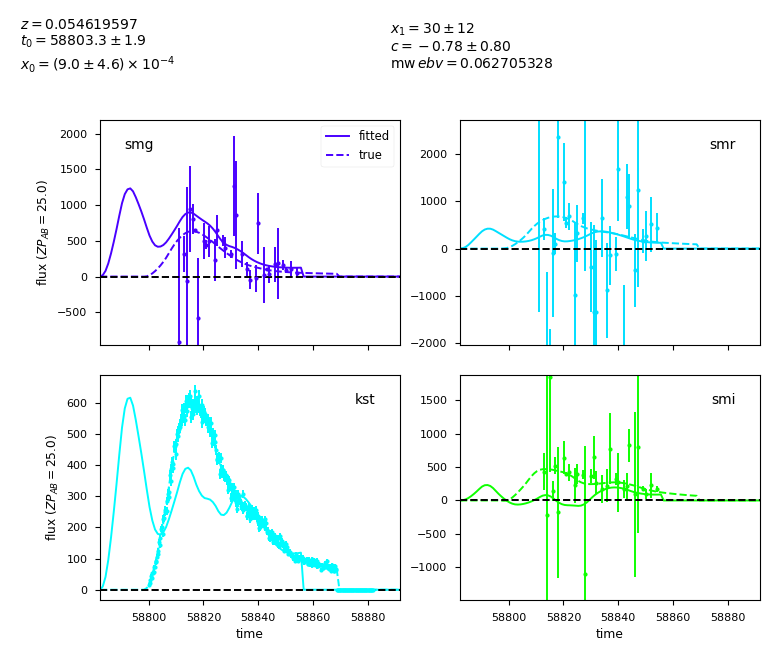 z = 0.054619597
t₀ = 58803.3 ± 1.9
x₀ = (9.0 ± 4.6) × 10⁻⁴
x₁ = 30 ± 12
c = −0.78 ± 0.80
mw ebv = 0.062705328
smg
fitted
true
2000
1500
1000
500
0
−500
flux (ZP_AB = 25.0)
smr
2000
1000
0
−1000
−2000
kst
600
500
400
300
200
100
0
flux (ZP_AB = 25.0)
58800 58820 58840 58860 58880
time
smi
1500
1000
500
0
−500
−1000
58800 58820 58840 58860 58880
time